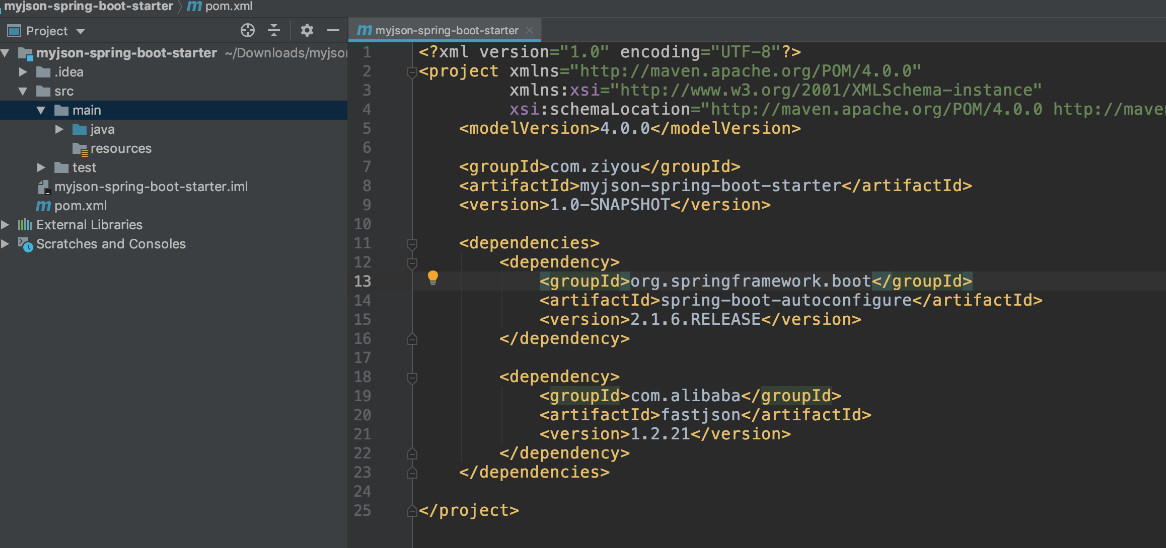 myjson-spring-boot-starter pom.xml
Project
myjson-spring-boot-starter ~/Downloads/myjso
.idea
src
main
java
resources
test
myjson-spring-boot-starter.iml
pom.xml
External Libraries
Scratches and Consoles
myjson-spring-boot-starter
1 <?xml version="1.0" encoding="UTF-8"?>
2 <project xmlns="http://maven.apache.org/POM/4.0.0"
3 xmlns:xsi="http://www.w3.org/2001/XMLSchema-instance"
4 xsi:schemaLocation="http://maven.apache.org/POM/4.0.0 http://maven
5 <modelVersion>4.0.0</modelVersion>
6
7 <groupId>com.ziyou</groupId>
8 <artifactId>myjson-spring-boot-starter</artifactId>
9 <version>1.0-SNAPSHOT</version>
10
11 <dependencies>
12 <dependency>
13 <groupId>org.springframework.boot</groupId>
14 <artifactId>spring-boot-autoconfigure</artifactId>
15 <version>2.1.6.RELEASE</version>
16 </dependency>
17
18 <dependency>
19 <groupId>com.alibaba</groupId>
20 <artifactId>fastjson</artifactId>
21 <version>1.2.21</version>
22 </dependency>
23 </dependencies>
24
25 </project>